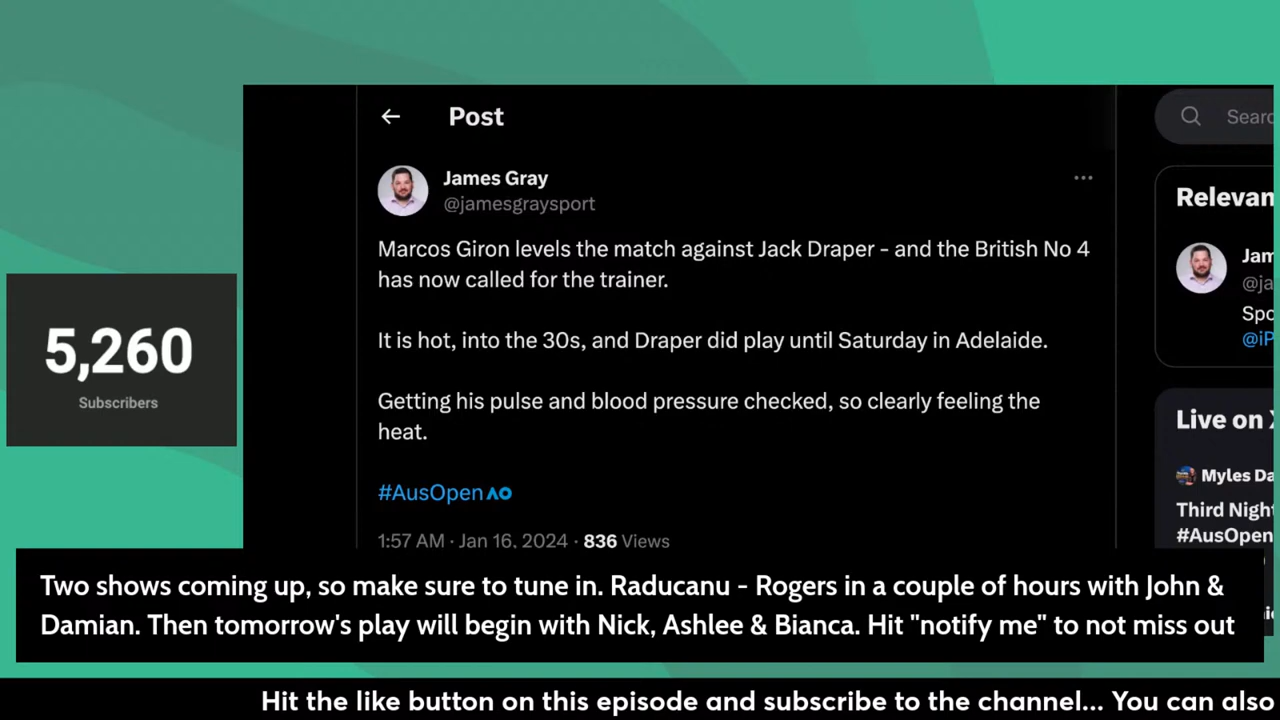 Post
Searc
James Gray
@jamesgraysport
Marcos Giron levels the match against Jack Draper - and the British No 4
has now called for the trainer.
It is hot, into the 30s, and Draper did play until Saturday in Adelaide.
Getting his pulse and blood pressure checked, so clearly feeling the
heat.
#AusOpen AO
1:57 AM · Jan 16, 2024 · 836 Views
Relevan
Jam
@ja
Spo
@iP
Live on X
Myles Da
Third Nigh
#AusOpen
5,260
Subscribers
Two shows coming up, so make sure to tune in. Raducanu - Rogers in a couple of hours with John &
Damian. Then tomorrow's play will begin with Nick, Ashlee & Bianca. Hit "notify me" to not miss out
Hit the like button on this episode and subscribe to the channel... You can also